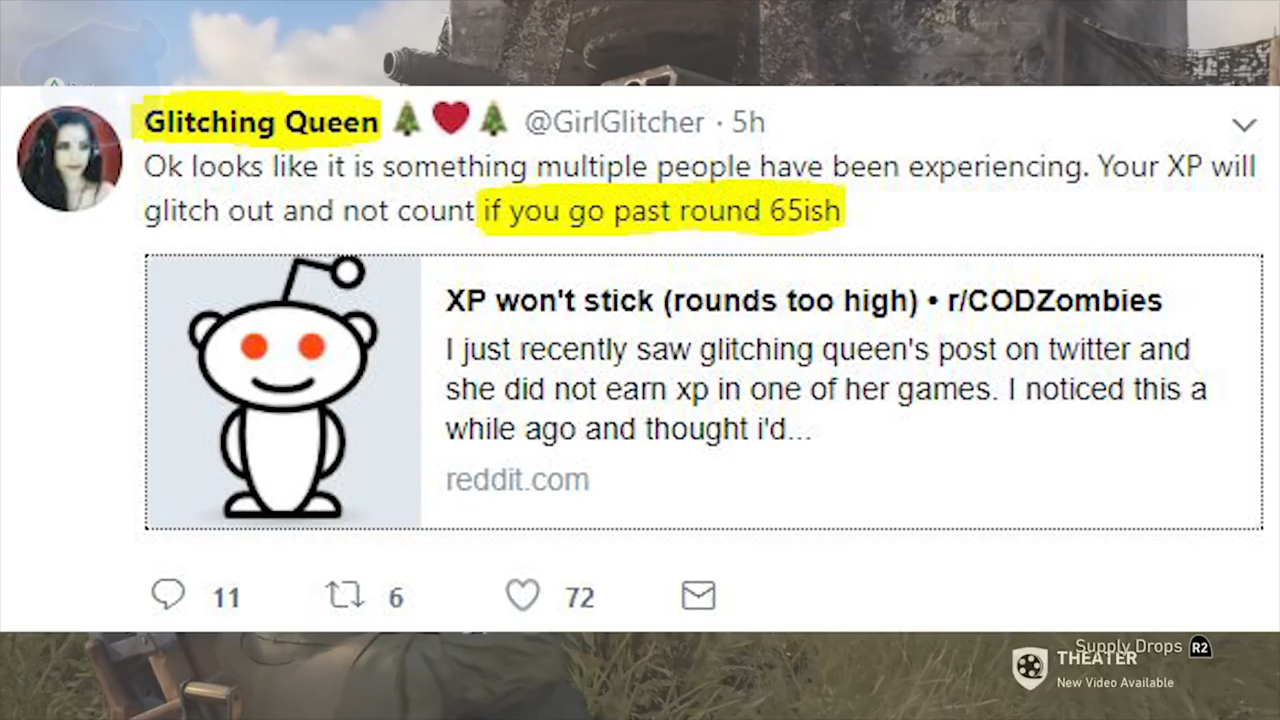 Glitching Queen🎄❤️🎄 @GirlGlitcher · 5h
Ok looks like it is something multiple people have been experiencing. Your XP will
glitch out and not count if you go past round 65ish
XP won't stick (rounds too high) • r/CODZombies
I just recently saw glitching queen's post on twitter and
she did not earn xp in one of her games. I noticed this a
while ago and thought i'd...
reddit.com
11 6 72
Supply Drops R2
THEATER
New Video Available